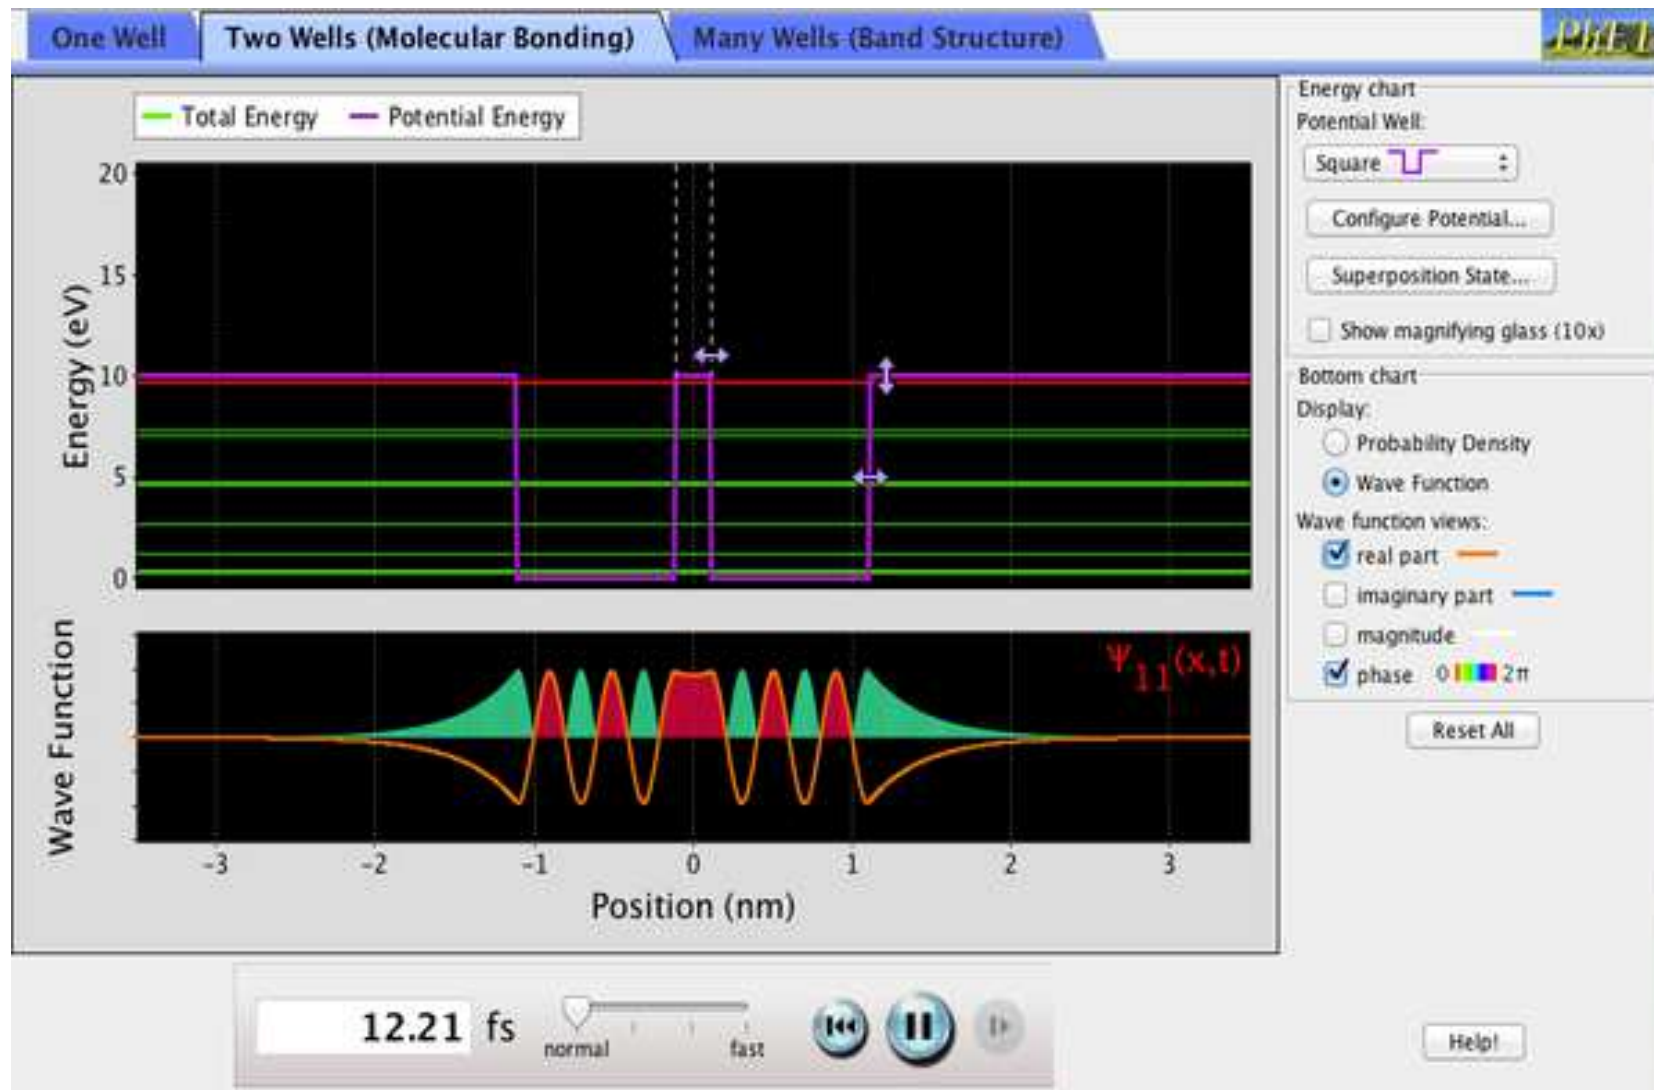 One Well Two Wells (Molecular Bonding) Many Wells (Band Structure) PhET
Total Energy Potential Energy
20
15
10
5
0
Energy (eV)
Ψ11(x,t)
Wave Function
-3 -2 -1 0 1 2 3
Position (nm)
Energy chart
Potential Well:
Square
Configure Potential...
Superposition State...
Show magnifying glass (10x)
Bottom chart
Display:
Probability Density
Wave Function
Wave function views:
real part
imaginary part
magnitude
phase 0 2π
Reset All
12.21 fs
normal fast
Help!